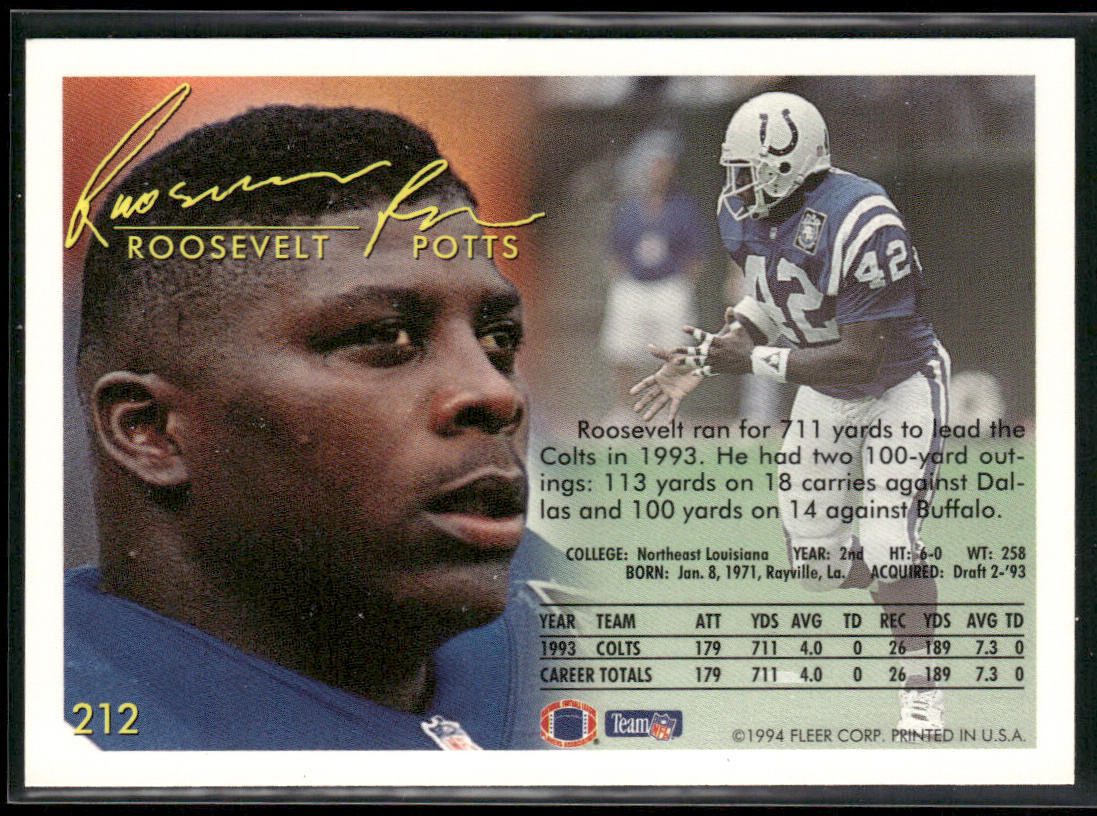 Roosevelt Potts
ROOSEVELT POTTS
42
42
Roosevelt ran for 711 yards to lead the
Colts in 1993. He had two 100-yard out-
ings: 113 yards on 18 carries against Dal-
las and 100 yards on 14 against Buffalo.
COLLEGE: Northeast Louisiana YEAR: 2nd HT: 6-0 WT: 258
BORN: Jan. 8, 1971, Rayville, La. ACQUIRED: Draft 2-'93
YEAR TEAM ATT YDS AVG TD REC YDS AVG TD
1993 COLTS 179 711 4.0 0 26 189 7.3 0
CAREER TOTALS 179 711 4.0 0 26 189 7.3 0
212
Team NFL
©1994 FLEER CORP. PRINTED IN U.S.A.